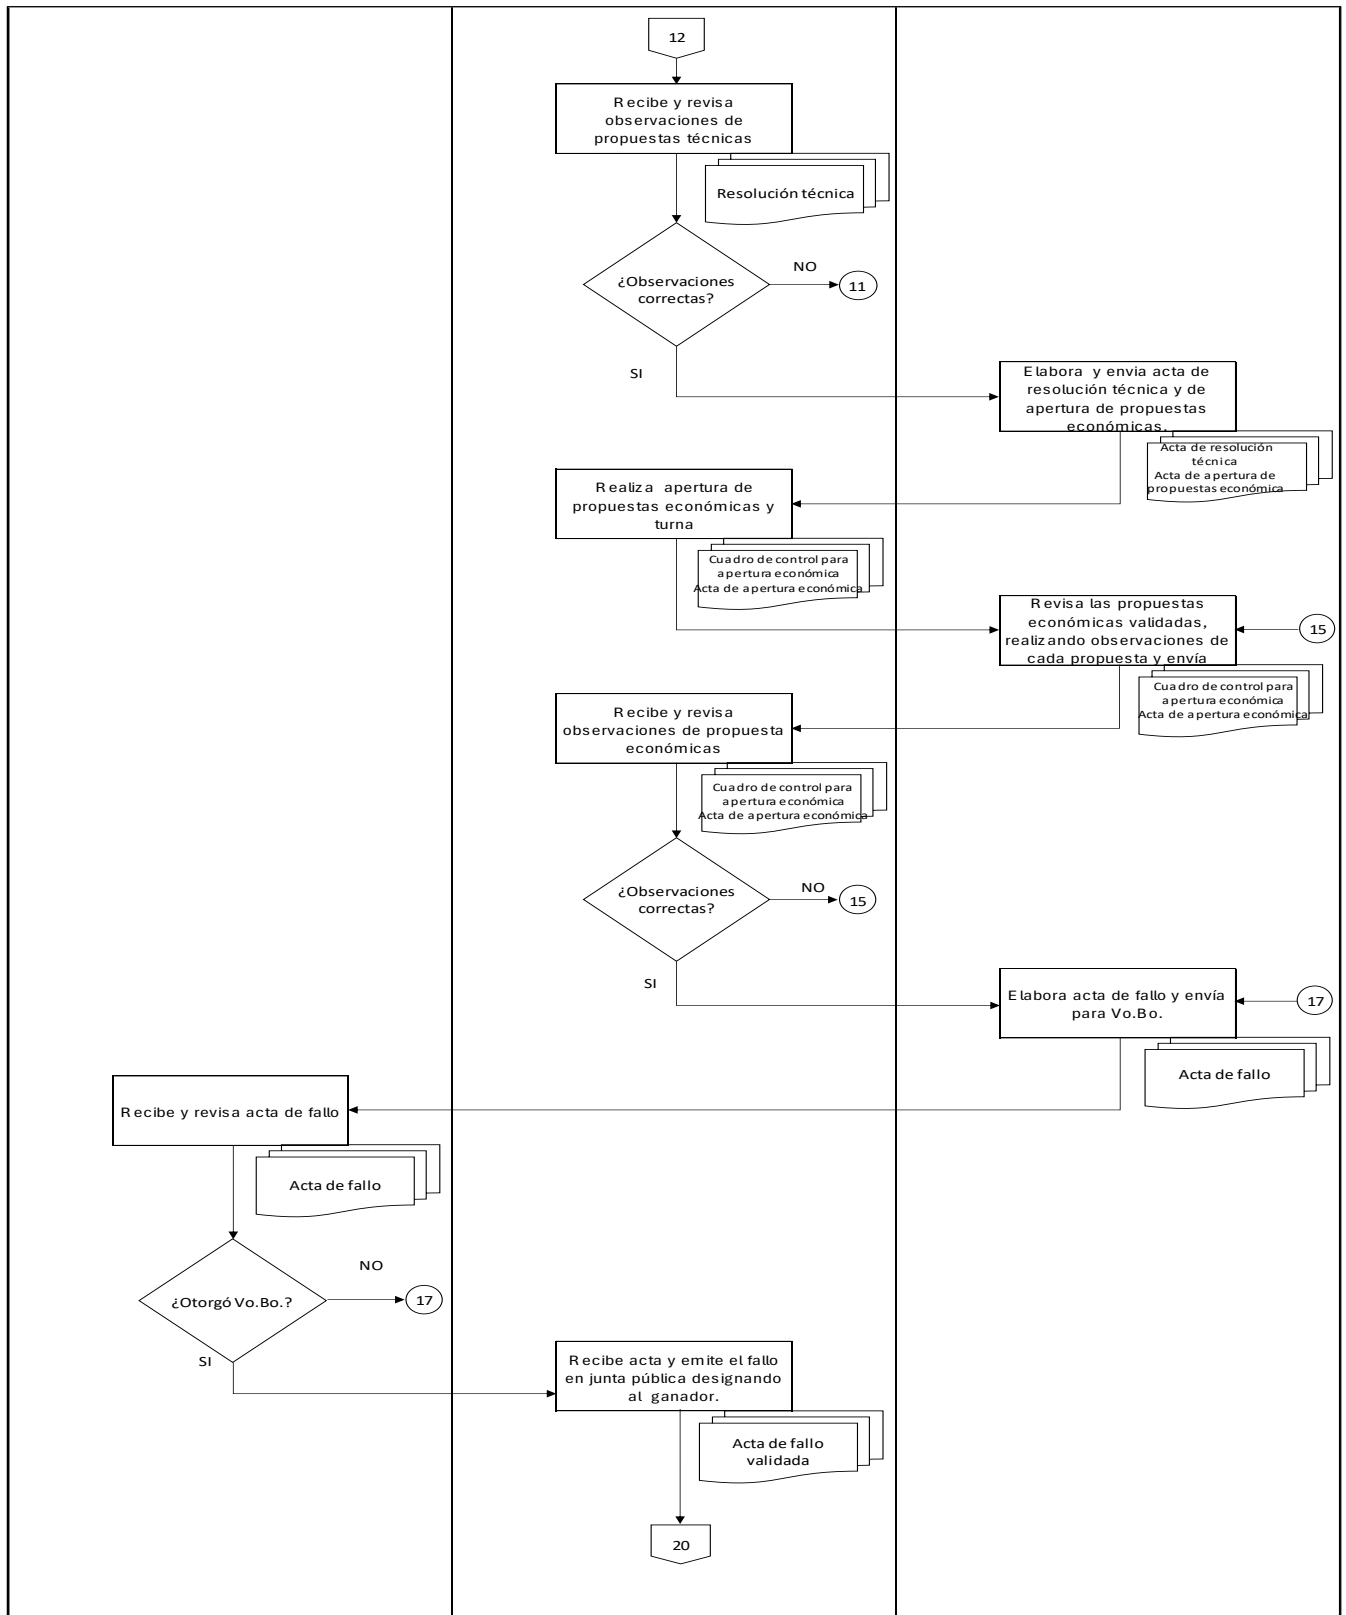 12
Recibe y revisa
observaciones de
propuestas técnicas
Resolución técnica
¿Observaciones
correctas?
NO
11
SI
Elabora y envia acta de
resolución técnica y de
apertura de propuestas
económicas.
Acta de resolución
técnica
Acta de apertura de
propuestas económica
Realiza apertura de
propuestas económicas y
turna
Cuadro de control para
apertura económica
Acta de apertura económica
Revisa las propuestas
económicas validadas,
realizando observaciones de
cada propuesta y envía
15
Cuadro de control para
apertura económica
Acta de apertura económica
Recibe y revisa
observaciones de propuesta
económicas
Cuadro de control para
apertura económica
Acta de apertura económica
¿Observaciones
correctas?
NO
15
SI
Elabora acta de fallo y envía
para Vo.Bo.
17
Acta de fallo
Recibe y revisa acta de fallo
Acta de fallo
¿Otorgó Vo.Bo.?
NO
17
SI
Recibe acta y emite el fallo
en junta pública designando
al ganador.
Acta de fallo
validada
20